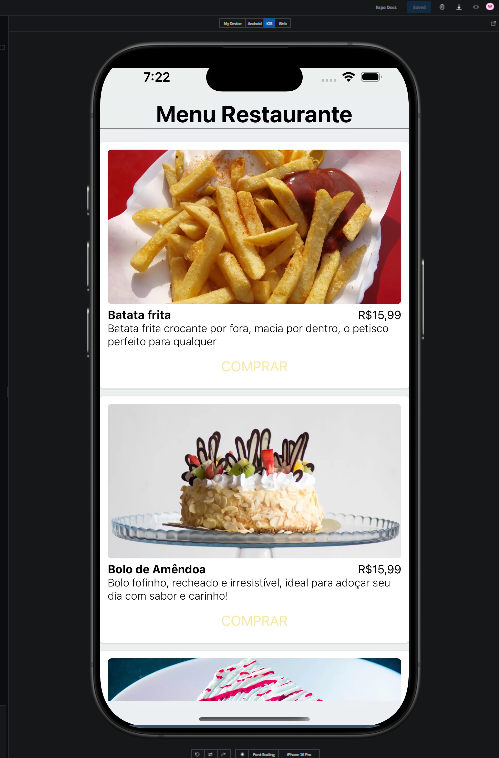 Expo Docs
Saved
My Device Android iOS Web
7:22
Menu Restaurante
Batata frita R$15,99
Batata frita crocante por fora, macia por dentro, o petisco
perfeito para qualquer
COMPRAR
Bolo de Amêndoa R$15,99
Bolo fofinho, recheado e irresistível, ideal para adoçar seu
dia com sabor e carinho!
COMPRAR
iPhone 16 Pro